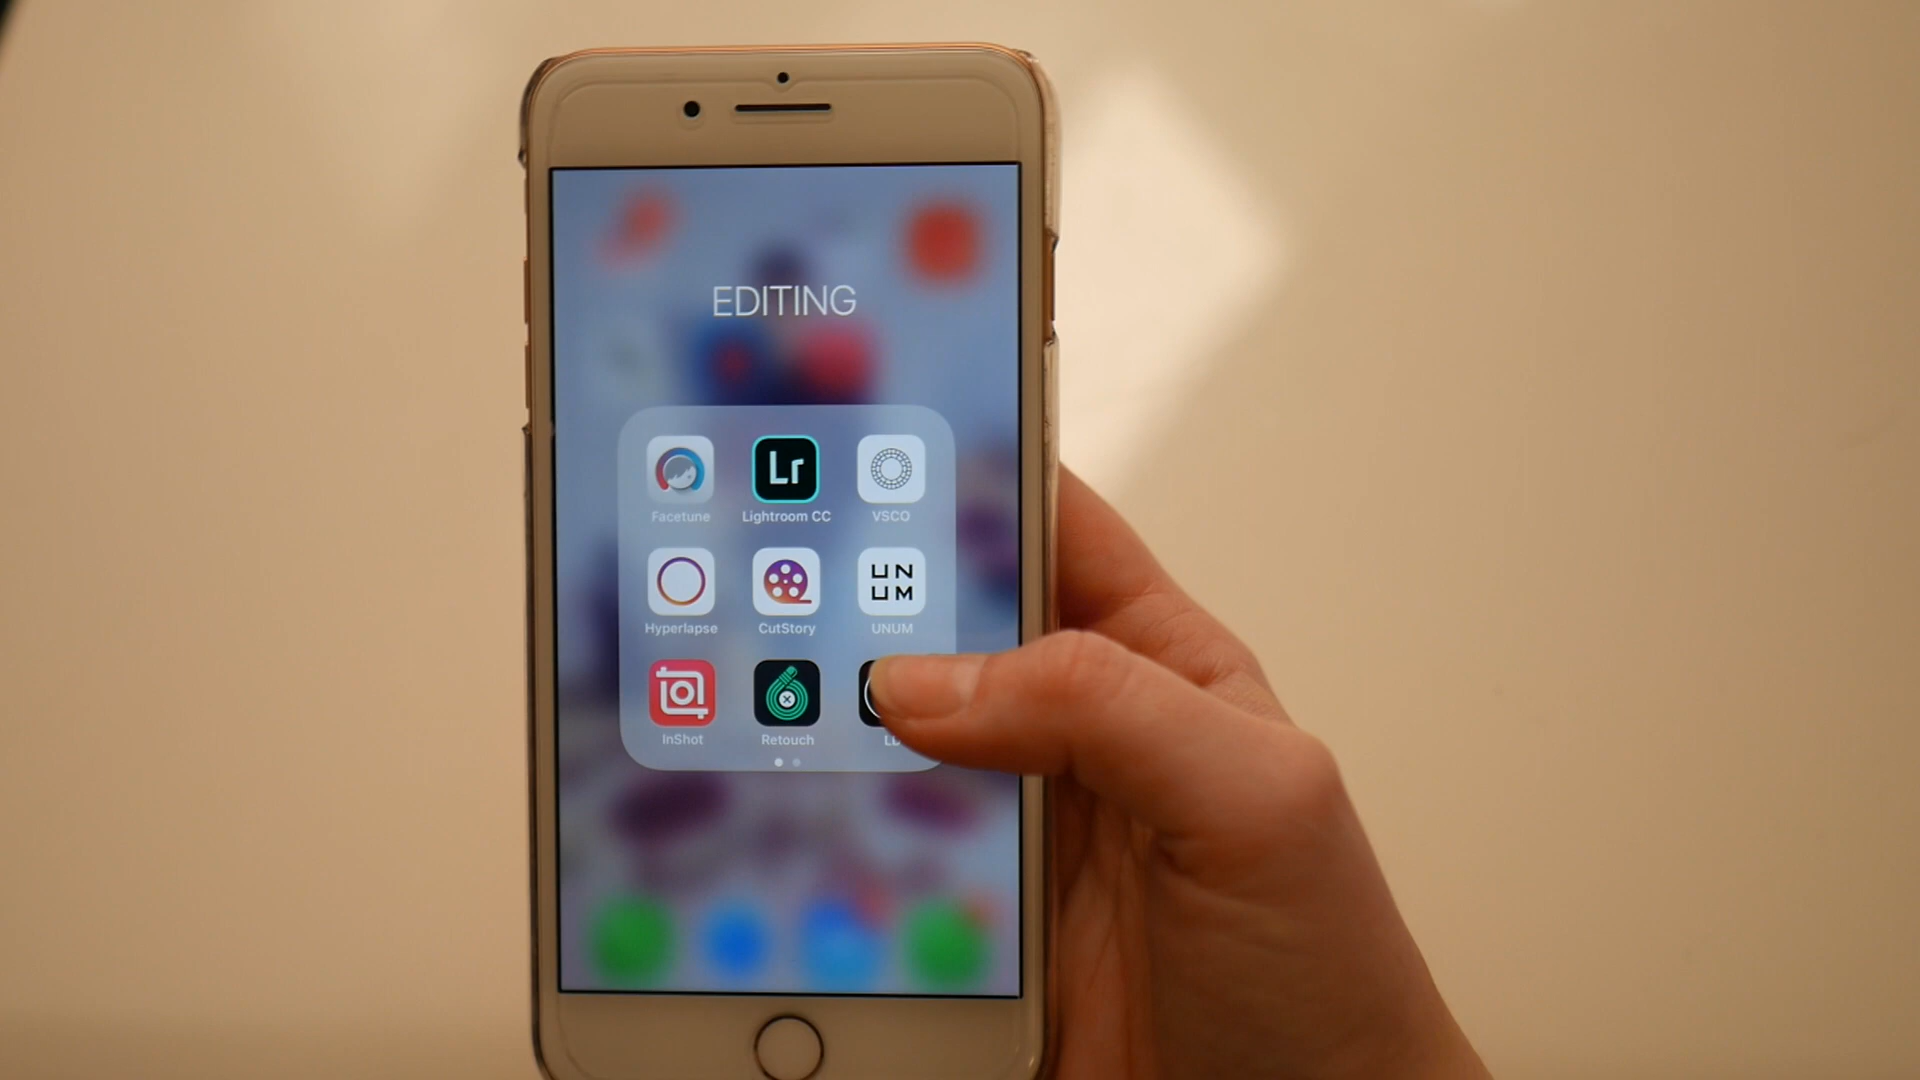 EDITING
Lr
Facetune Lightroom CC VSCO
UN
UM
Hyperlapse CutStory UNUM
InShot Retouch